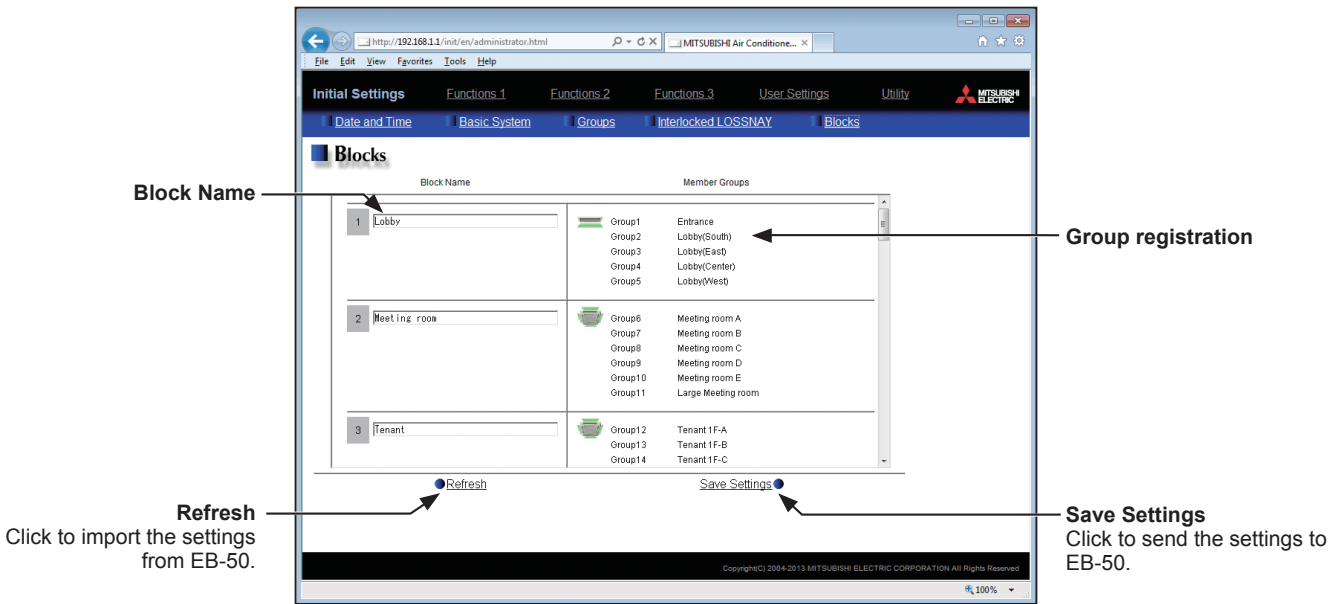 http://192.168.1.1/init/en/administrator.html
MITSUBISHI Air Conditione...
File Edit View Favorites Tools Help
Initial Settings Functions 1 Functions 2 Functions 3 User Settings Utility MITSUBISHI ELECTRIC
Date and Time Basic System Groups Interlocked LOSSNAY Blocks
Blocks
Block Name Member Groups
Block Name
1 Lobby Group1 Entrance
Group2 Lobby(South)
Group3 Lobby(East)
Group4 Lobby(Center)
Group5 Lobby(West)
Group registration
2 Meeting room Group6 Meeting room A
Group7 Meeting room B
Group8 Meeting room C
Group9 Meeting room D
Group10 Meeting room E
Group11 Large Meeting room
3 Tenant Group12 Tenant 1F-A
Group13 Tenant 1F-B
Group14 Tenant 1F-C
Refresh Save Settings
Refresh
Click to import the settings
from EB-50.
Save Settings
Click to send the settings to
EB-50.
Copyright(C) 2004-2013 MITSUBISHI ELECTRIC CORPORATION All Rights Reserved
100%